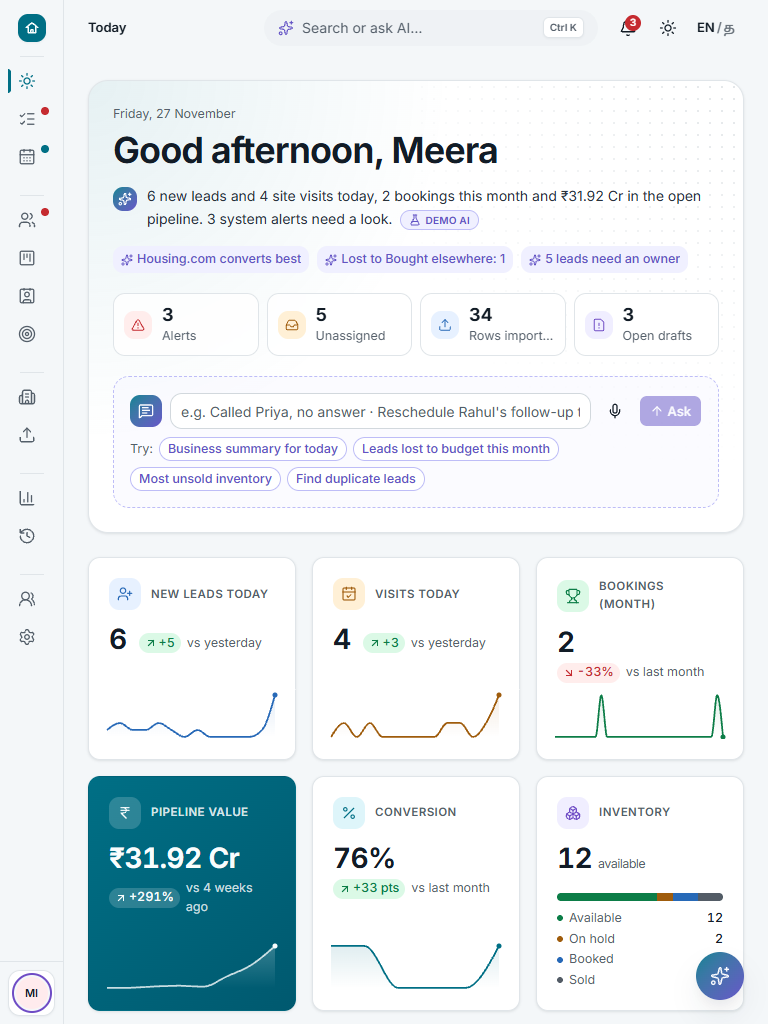 Today
Search or ask AI...
Ctrl K
3
EN / த
Friday, 27 November
Good afternoon, Meera
6 new leads and 4 site visits today, 2 bookings this month and ₹31.92 Cr in the open
pipeline. 3 system alerts need a look. DEMO AI
Housing.com converts best
Lost to Bought elsewhere: 1
5 leads need an owner
3
Alerts
5
Unassigned
34
Rows import...
3
Open drafts
e.g. Called Priya, no answer · Reschedule Rahul's follow-up t
Ask
Try: Business summary for today Leads lost to budget this month
Most unsold inventory Find duplicate leads
NEW LEADS TODAY
6 +5 vs yesterday
VISITS TODAY
4 +3 vs yesterday
BOOKINGS
(MONTH)
2
-33% vs last month
₹ PIPELINE VALUE
₹31.92 Cr
+291% vs 4 weeks
ago
% CONVERSION
76%
+33 pts vs last month
INVENTORY
12 available
Available 12
On hold 2
Booked
Sold
MI